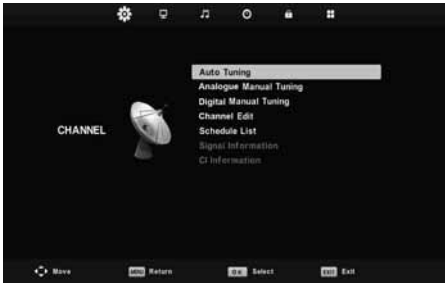 Auto Tuning
Analogue Manual Tuning
Digital Manual Tuning
Channel Edit
CHANNEL
Schedule List
Signal Information
CI Information
Move MENU Return OK Select EXIT Exit